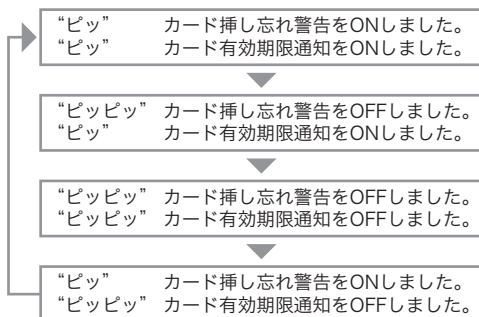 “ピッ” カード挿し忘れ警告をONしました。
“ピッ” カード有効期限通知をONしました。
“ピッピッ” カード挿し忘れ警告をOFFしました。
“ピッ” カード有効期限通知をONしました。
“ピッピッ” カード挿し忘れ警告をOFFしました。
“ピッピッ” カード有効期限通知をOFFしました。
“ピッ” カード挿し忘れ警告をONしました。
“ピッピッ” カード有効期限通知をOFFしました。